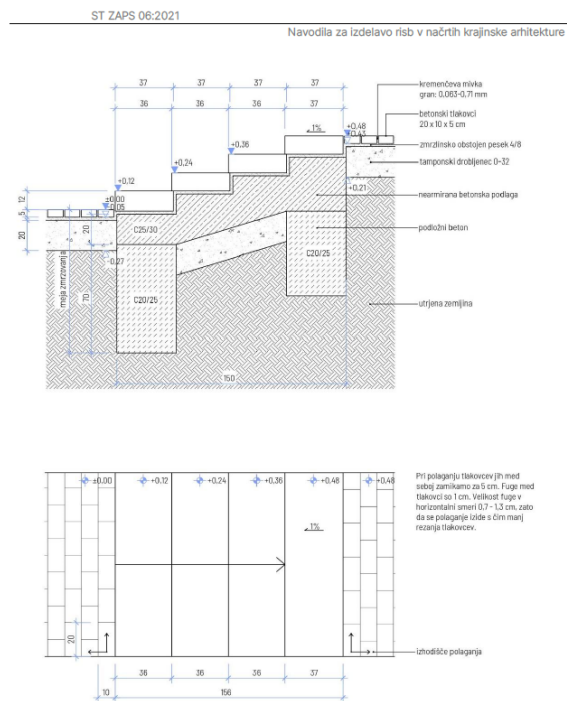 ST ZAPS 06:2021
Navodila za izdelavo risb v načrtih krajinske arhitekture
37 37 37 37
36 36 36 37
kremenčeva mivka
gran: 0,063-0,71 mm
betonski tlakovci
20 x 10 x 5 cm
zmrzlinsko obstojen pesek 4/8
tamponski drobljenec 0-32
nearmirana betonska podlaga
podložni beton
utrjena zemljina
1%
+0,48
+0,43
+0,36
+0,24
+0,12
+0,21
±0.00
-0.05
-0,27
12
5
20
20
70
meja zmrzovanja
C25/30
C20/25
C20/25
150
±0.00 +0.12 +0.24 +0.36 +0.48 +0.48
1%
20
Pri polaganju tlakovcev jih med
seboj zamikamo za 5 cm. Fuge med
tlakovci so 1 cm. Velikost fuge v
horizontalni smeri 0,7 - 1,3 cm, zato
da se polaganje izide s čim manj
rezanja tlakovcev.
izhodišče polaganja
36 36 36 37
10 156